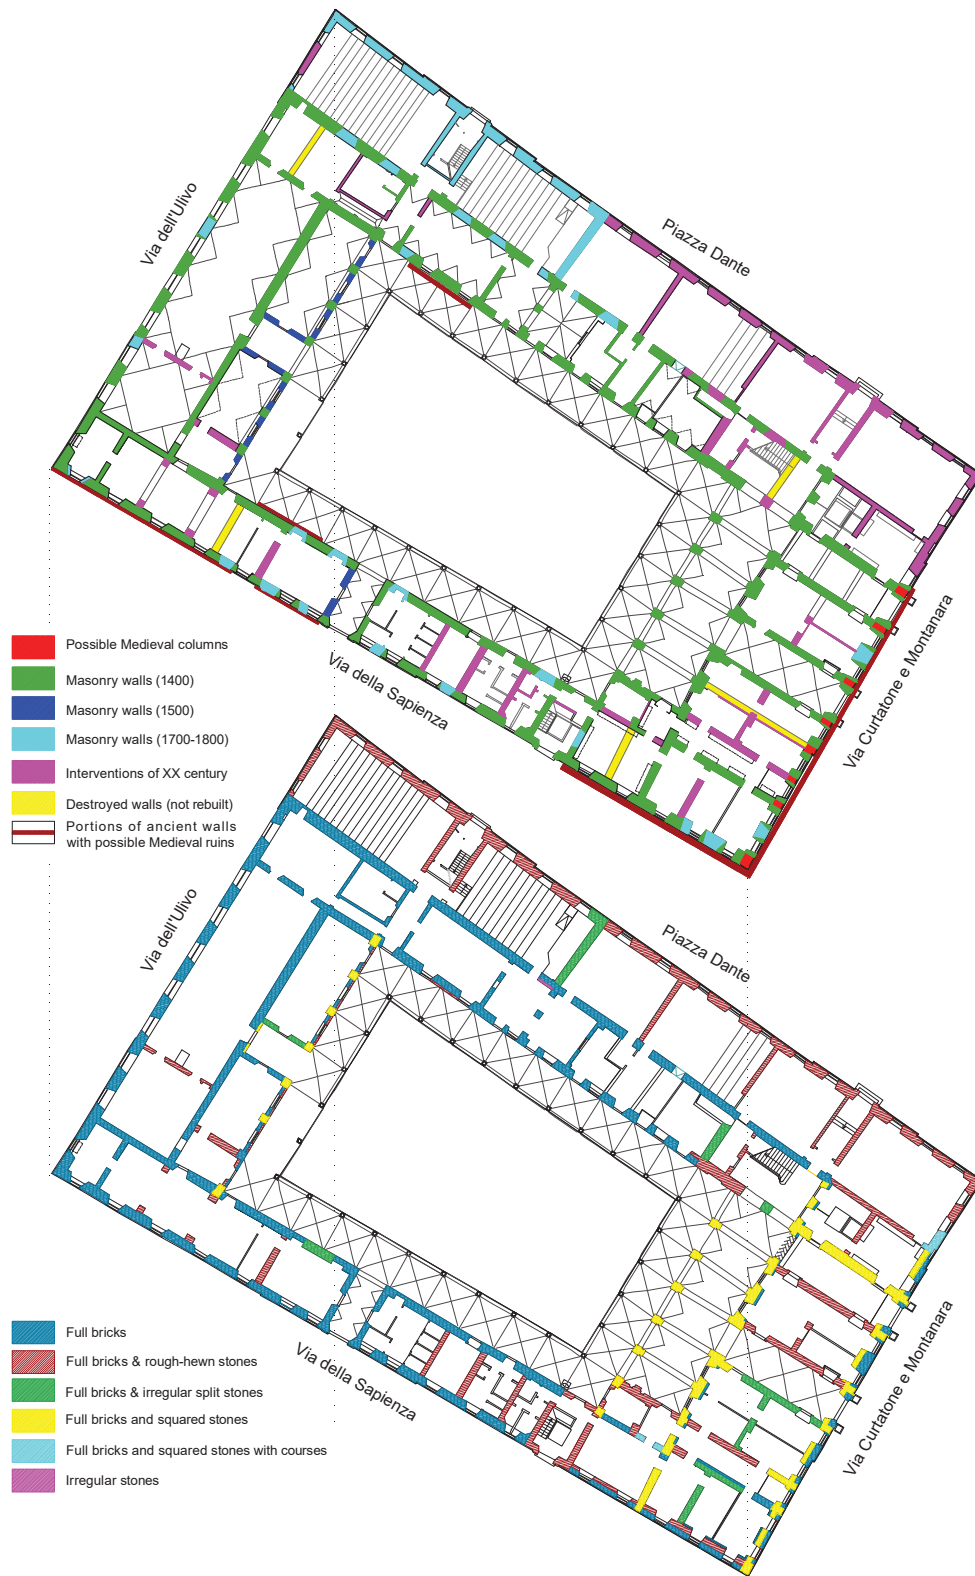 Via dell'Ulivo
Piazza Dante
Via della Sapienza
Via Curtatone e Montanara
Possible Medieval columns
Masonry walls (1400)
Masonry walls (1500)
Masonry walls (1700-1800)
Interventions of XX century
Destroyed walls (not rebuilt)
Portions of ancient walls
with possible Medieval ruins
Via dell'Ulivo
Piazza Dante
Via della Sapienza
Via Curtatone e Montanara
Full bricks
Full bricks & rough-hewn stones
Full bricks & irregular split stones
Full bricks and squared stones
Full bricks and squared stones with courses
Irregular stones